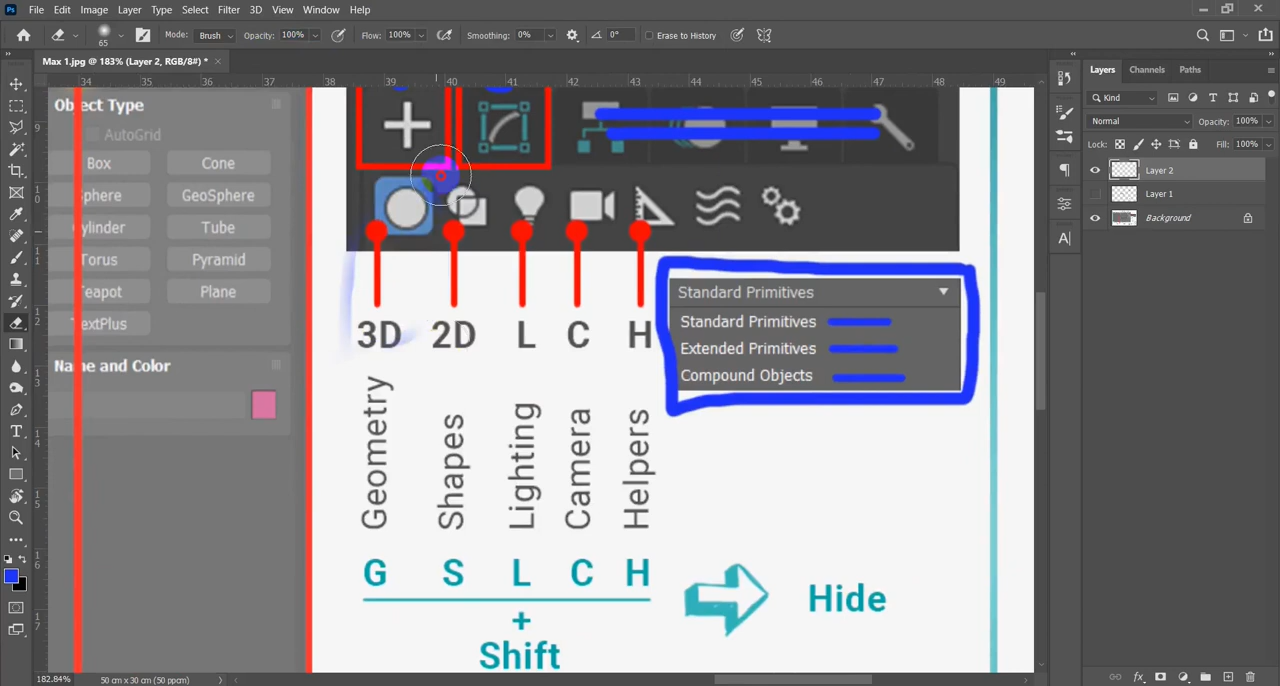 File Edit Image Layer Type Select Filter 3D View Window Help
65 Mode: Brush Opacity: 100% Flow: 100% Smoothing: 0% 0° Erase to History
Max 1.jpg @ 183% (Layer 2, RGB/8#) *
34 35 36 37 38 39 40 41 42 43 44 45 46 47 48 49
Object Type
AutoGrid
Box Cone
Sphere GeoSphere
Cylinder Tube
Torus Pyramid
Teapot Plane
TextPlus
Name and Color
Standard Primitives
Standard Primitives
Extended Primitives
Compound Objects
3D 2D L C H
Geometry
Shapes
Lighting
Camera
Helpers
G S L C H
+
Shift
Hide
Layers Channels Paths
Kind
Normal Opacity: 100%
Lock: Fill: 100%
Layer 2
Layer 1
Background
182.84% 50 cm x 30 cm (50 ppcm)